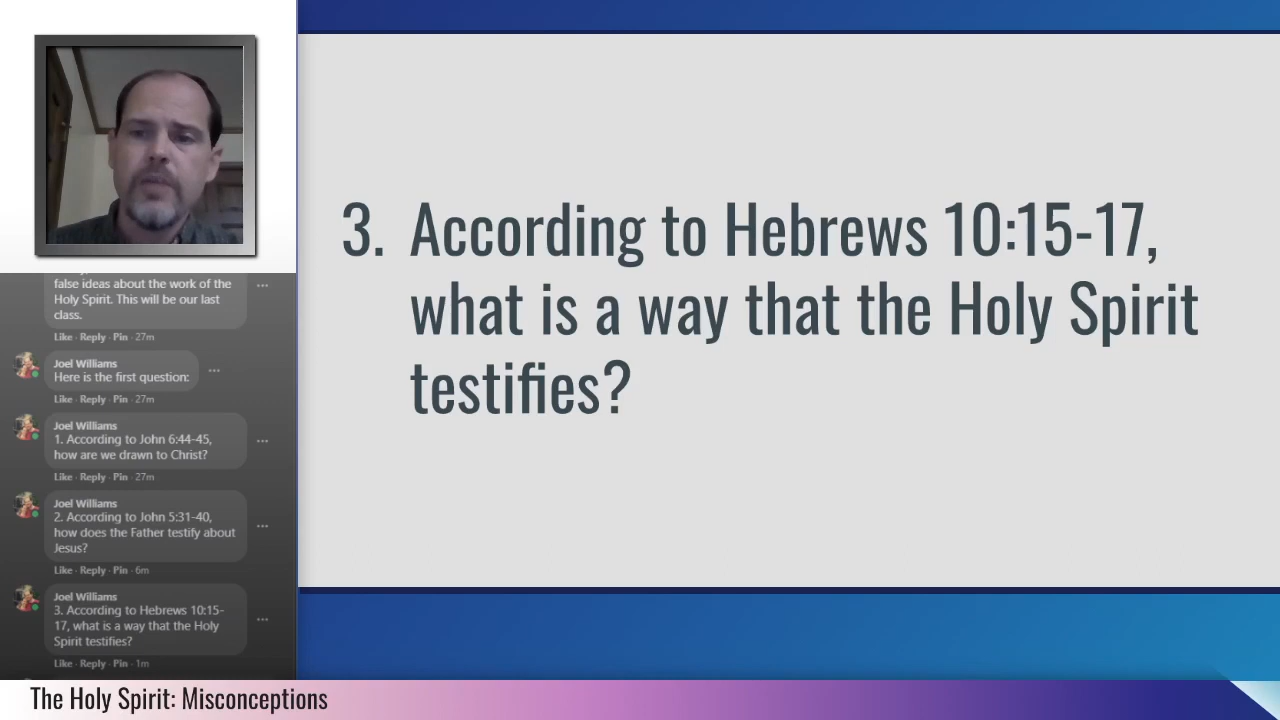 3. According to Hebrews 10:15-17,
what is a way that the Holy Spirit
testifies?
false ideas about the work of the
Holy Spirit. This will be our last
class.
Like · Reply · Pin · 27m
Joel Williams
Here is the first question:
Like · Reply · Pin · 27m
Joel Williams
1. According to John 6:44-45,
how are we drawn to Christ?
Like · Reply · Pin · 27m
Joel Williams
2. According to John 5:31-40,
how does the Father testify about
Jesus?
Like · Reply · Pin · 6m
Joel Williams
3. According to Hebrews 10:15-
17, what is a way that the Holy
Spirit testifies?
Like · Reply · Pin · 1m
The Holy Spirit: Misconceptions